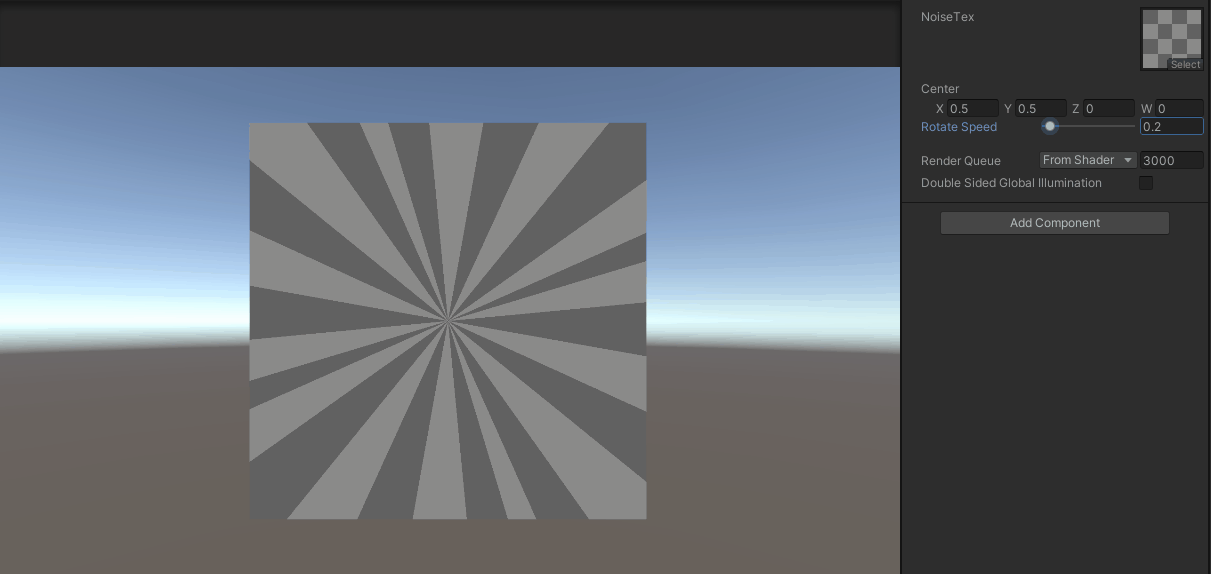 NoiseTex
Select
Center
X 0.5 Y 0.5 Z 0 W 0
Rotate Speed 0.2
Render Queue From Shader 3000
Double Sided Global Illumination
Add Component